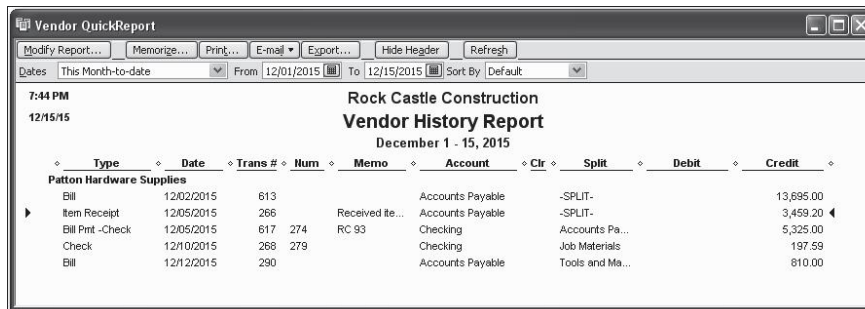 Vendor QuickReport
Modify Report... Memorize... Print... E-mail Export... Hide Header Refresh
Dates This Month-to-date From 12/01/2015 To 12/15/2015 Sort By Default
7:44 PM Rock Castle Construction
12/15/15 Vendor History Report
December 1 - 15, 2015
Type Date Trans # Num Memo Account Clr Split Debit Credit
Patton Hardware Supplies
Bill 12/02/2015 613 Accounts Payable -SPLIT- 13,695.00
Item Receipt 12/05/2015 266 Received ite... Accounts Payable -SPLIT- 3,459.20
Bill Pmt -Check 12/05/2015 617 274 RC 93 Checking Accounts Pa... 5,325.00
Check 12/10/2015 268 279 Checking Job Materials 197.59
Bill 12/12/2015 290 Accounts Payable Tools and Ma... 810.00